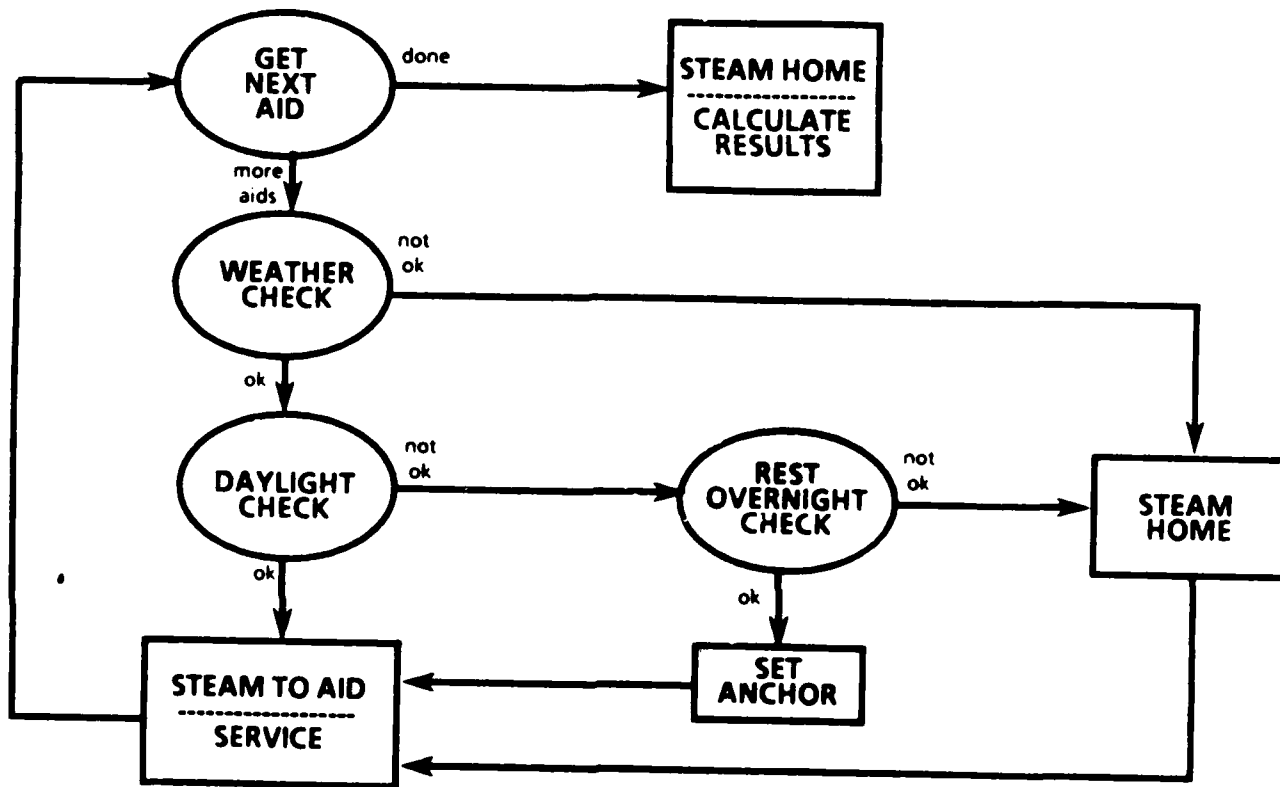 GET
NEXT
AID
done
STEAM HOME
CALCULATE
RESULTS
more
aids
WEATHER
CHECK
not
ok
ok
DAYLIGHT
CHECK
not
ok
REST
OVERNIGHT
CHECK
not
ok
STEAM
HOME
ok
ok
STEAM TO AID
SERVICE
SET
ANCHOR